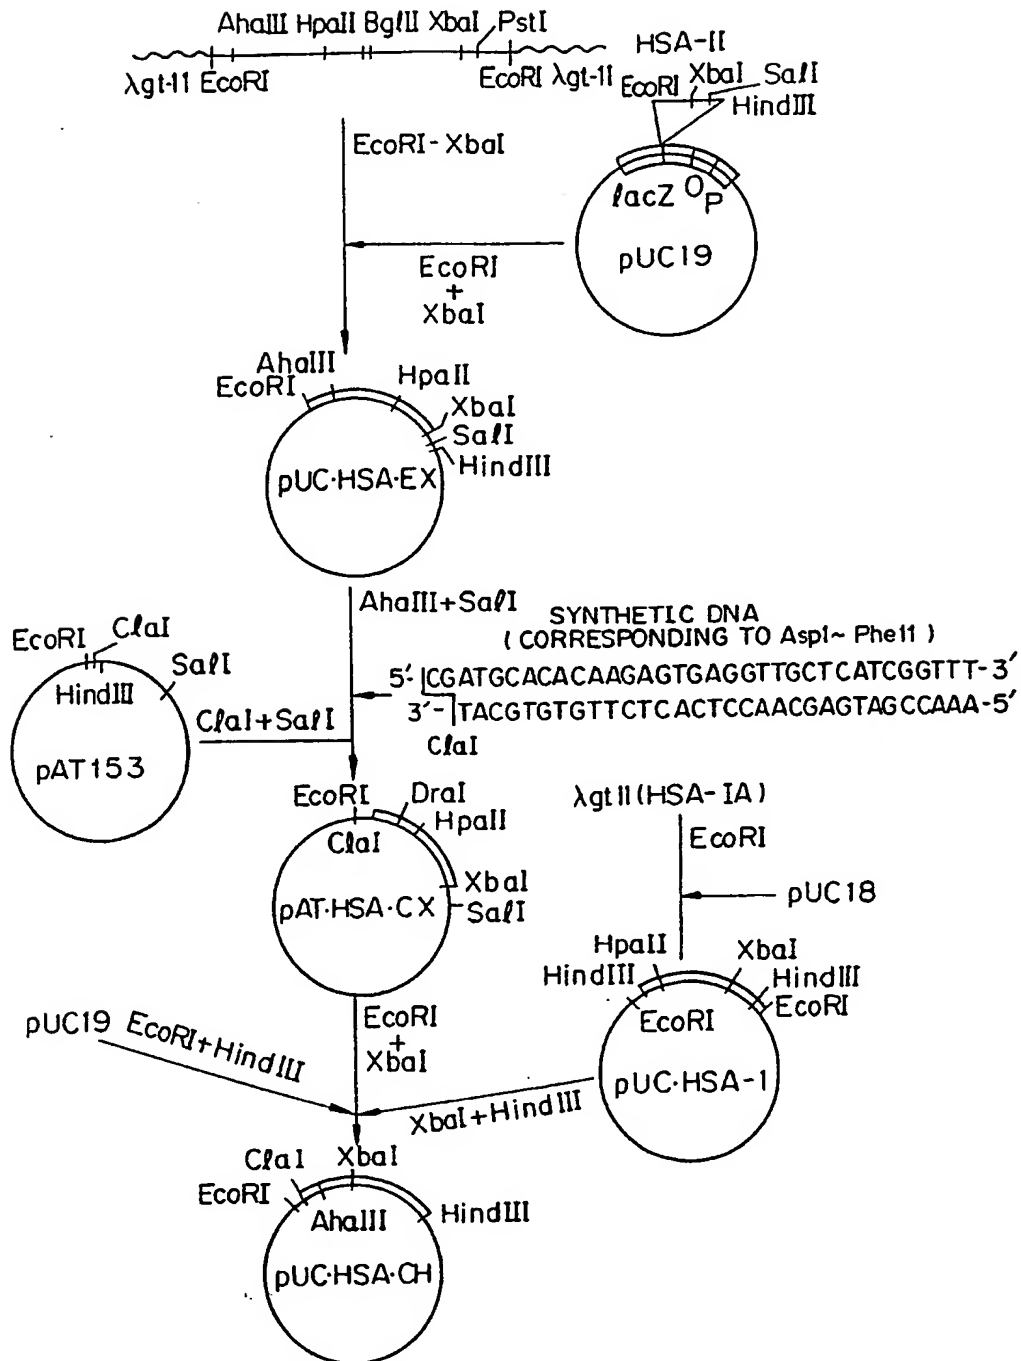 AhaIII HpaII BglII XbaI PstI
λgt-11 EcoRI EcoRI λgt-11
HSA-II
EcoRI XbaI SalI
HindIII
EcoRI-XbaI
lacZ O P
pUC19
EcoRI
+
XbaI
AhaIII
EcoRI HpaII
XbaI
SalI
HindIII
pUC·HSA·EX
AhaIII+SalI
SYNTHETIC DNA
(CORRESPONDING TO Asp1~Phe11)
5'-CGATGCACACAAGAGTGAGGTTGCTCATCGGTTT-3'
3'-TACGTGTGTTCTCACTCCAACGAGTAGCCAAA-5'
ClaI
EcoRI ClaI
SalI
HindIII
ClaI+SalI
pAT153
EcoRI DraI
HpaII
ClaI
XbaI
SalI
pAT·HSA·CX
λgt11(HSA-IA)
EcoRI
pUC18
HpaII XbaI
HindIII HindIII
EcoRI EcoRI
pUC·HSA-1
pUC19 EcoRI+HindIII
EcoRI
+
XbaI
XbaI+HindIII
ClaI XbaI
EcoRI
AhaIII HindIII
pUC·HSA·CH